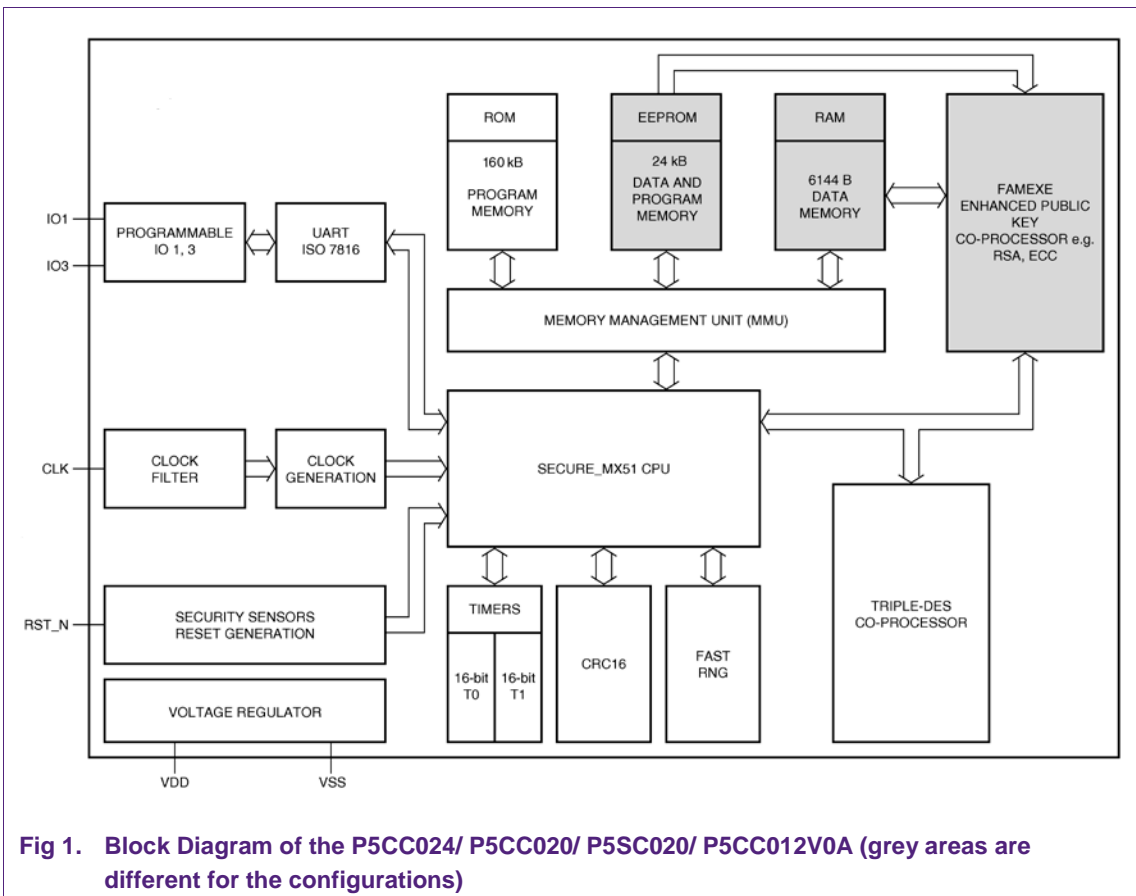 ROM
160 kB
PROGRAM
MEMORY
EEPROM
24 kB
DATA AND
PROGRAM
MEMORY
RAM
6144 B
DATA
MEMORY
FAMEXE
ENHANCED PUBLIC
KEY
CO-PROCESSOR e.g.
RSA, ECC
IO1
IO3
PROGRAMMABLE
IO 1, 3
UART
ISO 7816
MEMORY MANAGEMENT UNIT (MMU)
CLK
CLOCK
FILTER
CLOCK
GENERATION
SECURE_MX51 CPU
RST_N
SECURITY SENSORS
RESET GENERATION
TIMERS
16-bit
T0
16-bit
T1
CRC16
FAST
RNG
TRIPLE-DES
CO-PROCESSOR
VOLTAGE REGULATOR
VDD
VSS
Fig 1. Block Diagram of the P5CC024/ P5CC020/ P5SC020/ P5CC012V0A (grey areas are
different for the configurations)